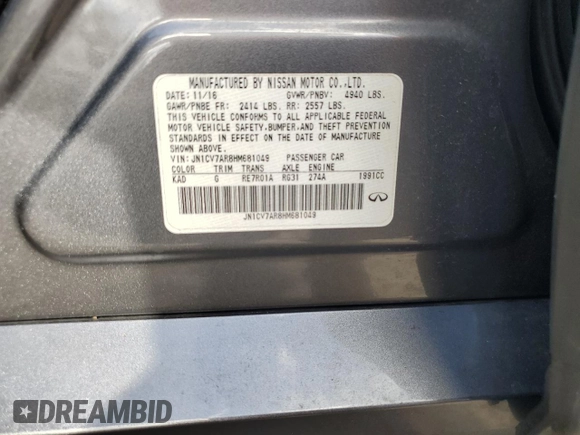 MANUFACTURED BY NISSAN MOTOR CO.,LTD.
DATE: 11/16 GVWR/PNBV: 4940 LBS.
GAWR/PNBE FR: 2414 LBS. RR: 2557 LBS.
THIS VEHICLE CONFORMS TO ALL APPLICABLE FEDERAL
MOTOR VEHICLE SAFETY,BUMPER,AND THEFT PREVENTION
STANDARDS IN EFFECT ON THE DATE OF MANUFACTURE
SHOWN ABOVE.
VIN: JN1CV7AR8HM681049 PASSENGER CAR
COLOR TRIM TRANS AXLE ENGINE
KAD G RE7R01A RG31 274A 1991CC
JN1CV7AR8HM681049
DREAMBID